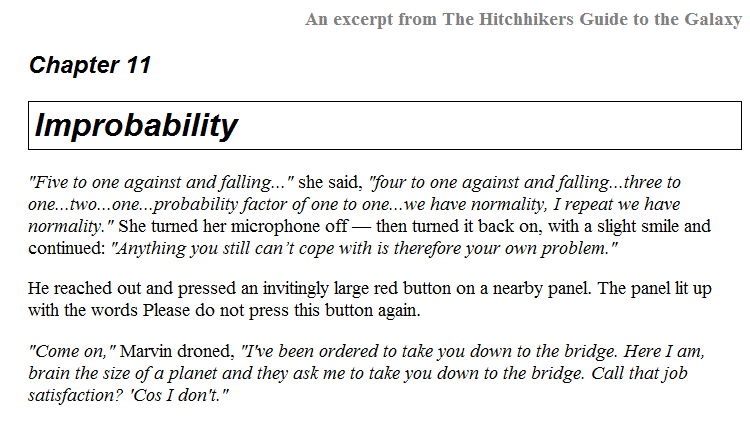 An excerpt from The Hitchhikers Guide to the Galaxy
Chapter 11
Improbability
"Five to one against and falling..." she said, "four to one against and falling...three to
one...two...one...probability factor of one to one...we have normality, I repeat we have
normality." She turned her microphone off — then turned it back on, with a slight smile and
continued: "Anything you still can’t cope with is therefore your own problem."
He reached out and pressed an invitingly large red button on a nearby panel. The panel lit up
with the words Please do not press this button again.
"Come on," Marvin droned, "I've been ordered to take you down to the bridge. Here I am,
brain the size of a planet and they ask me to take you down to the bridge. Call that job
satisfaction? 'Cos I don't."